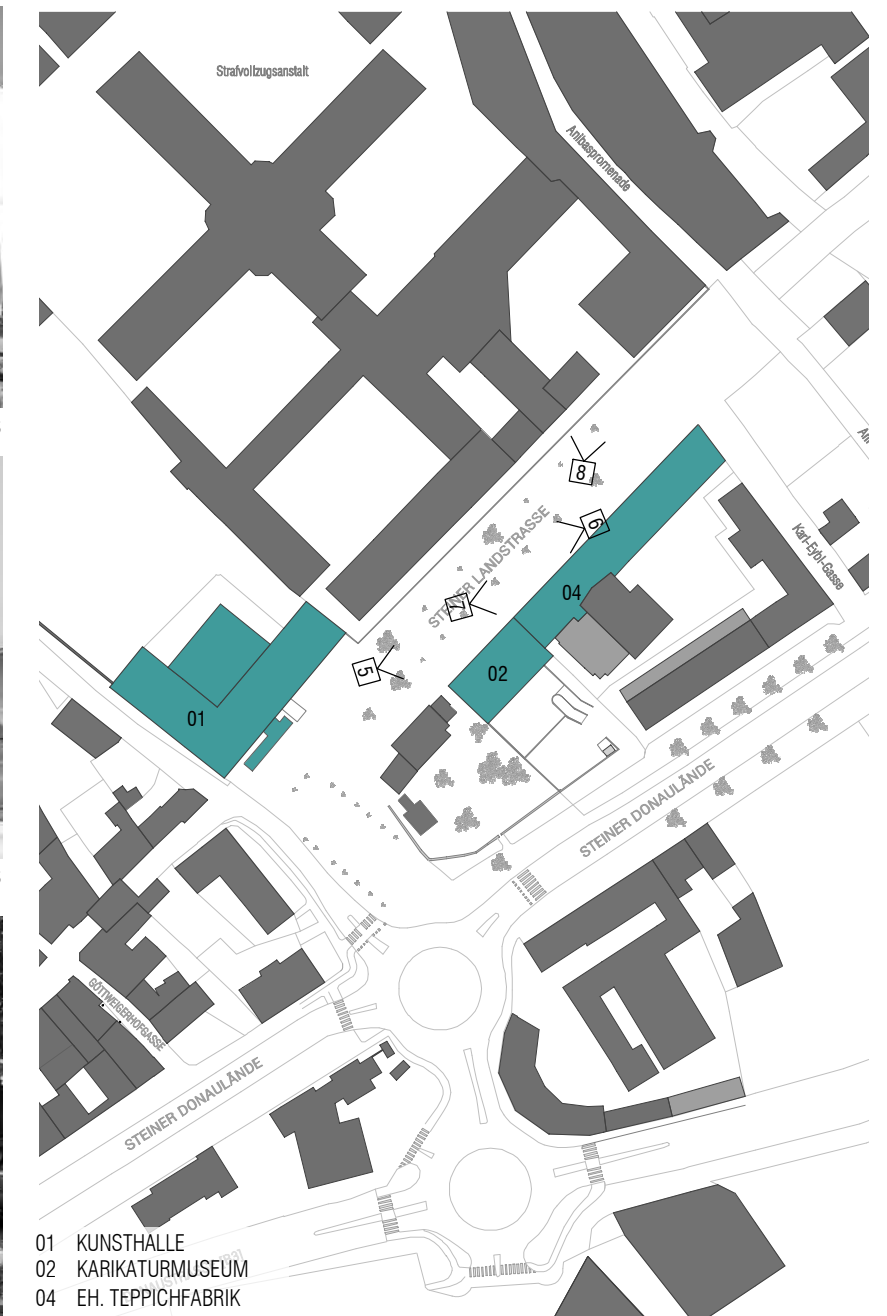 Strafvollzugsanstalt
8
6
STEINER LANDSTRASSE
04
7
Karl-Eybl-Gasse
5
02
01
STEINER DONAULÄNDE
GÖTTWEIGERHOFGASSE
STEINER DONAULÄNDE
01 KUNSTHALLE
02 KARIKATURMUSEUM
04 EH. TEPPICHFABRIK